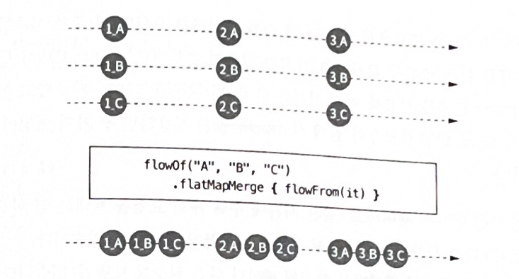 1_A 2_A 3_A
1_B 2_B 3_B
1_C 2_C 3_C
flowOf("A", "B", "C")
.flatMapMerge { flowFrom(it) }
1_A 1_B 1_C 2_A 2_B 2_C 3_A 3_B 3_C